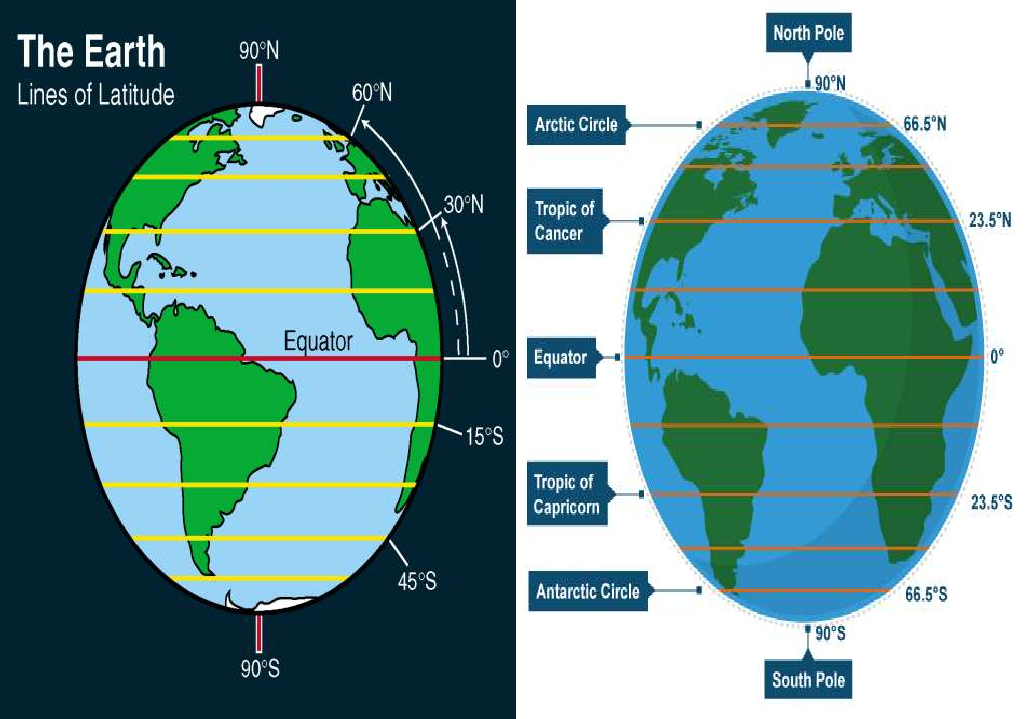 The Earth
Lines of Latitude
90°N
60°N
30°N
Equator
0°
15°S
45°S
90°S
North Pole
90°N
Arctic Circle
66.5°N
Tropic of
Cancer
23.5°N
Equator
0°
Tropic of
Capricorn
23.5°S
Antarctic Circle
66.5°S
90°S
South Pole